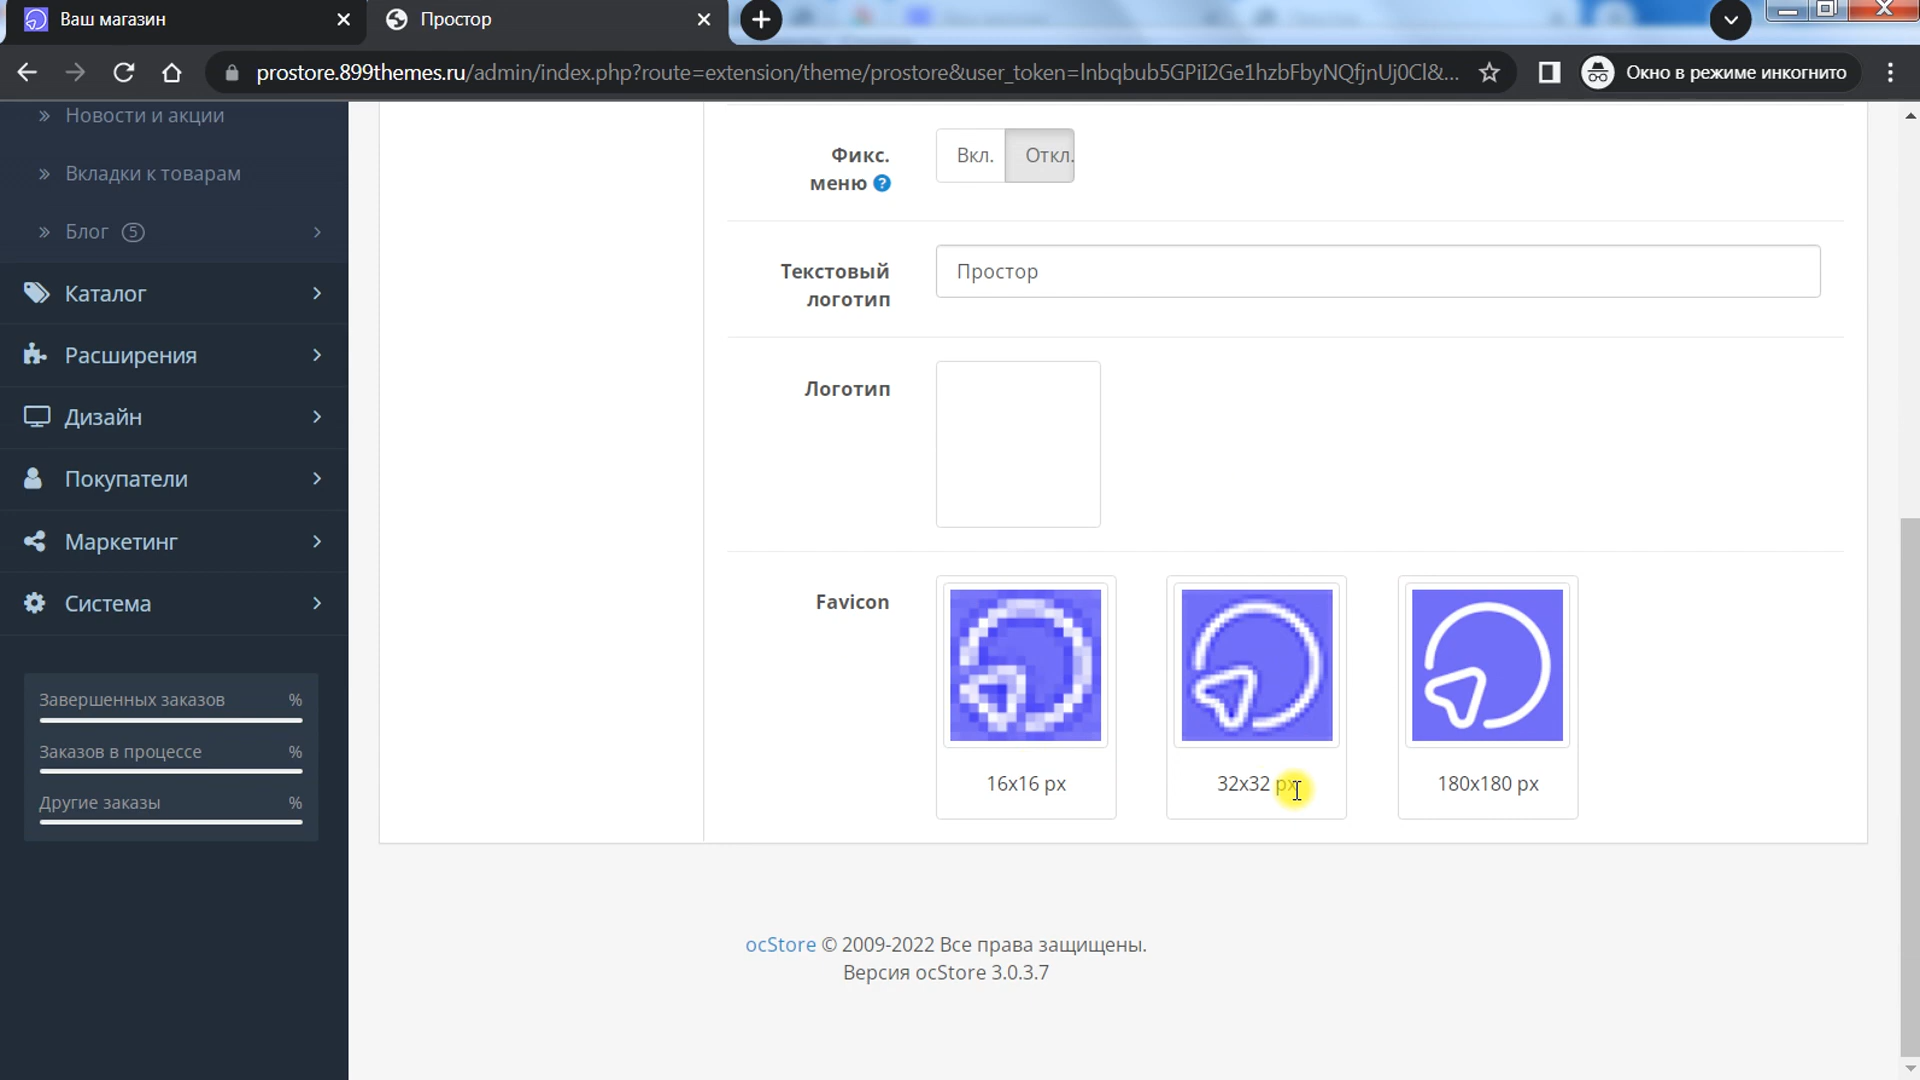 Ваш магазин
Простор
prostore.899themes.ru/admin/index.php?route=extension/theme/prostore&user_token=lnbqbub5GPiI2Ge1hzbFbyNQfjnUj0Cl&...
Окно в режиме инкогнито
» Новости и акции
» Вкладки к товарам
» Блог 5
Каталог
Расширения
Дизайн
Покупатели
Маркетинг
Система
Завершенных заказов %
Заказов в процессе %
Другие заказы %
Фикс.
меню ?
Вкл. Откл.
Текстовый
логотип
Простор
Логотип
Favicon
16x16 px
32x32 px
180x180 px
ocStore © 2009-2022 Все права защищены.
Версия ocStore 3.0.3.7